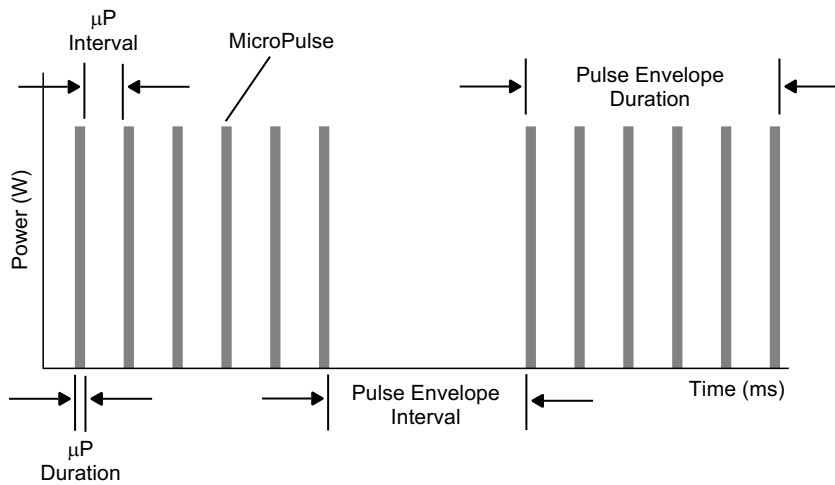 μP
Interval
MicroPulse
Pulse Envelope
Duration
Power (W)
Time (ms)
Pulse Envelope
Interval
μP
Duration